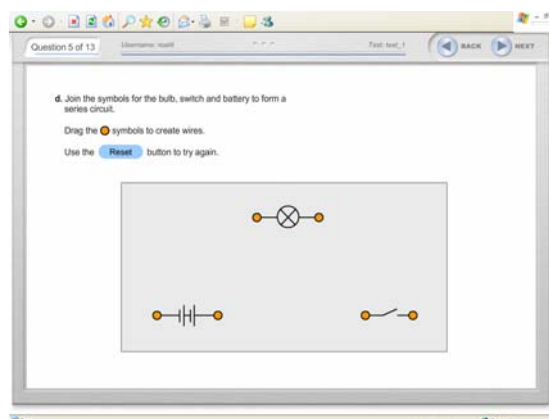 Question 5 of 13
Test: test_1
BACK
NEXT
d. Join the symbols for the bulb, switch and battery to form a
series circuit.
Drag the symbols to create wires.
Use the Reset button to try again.